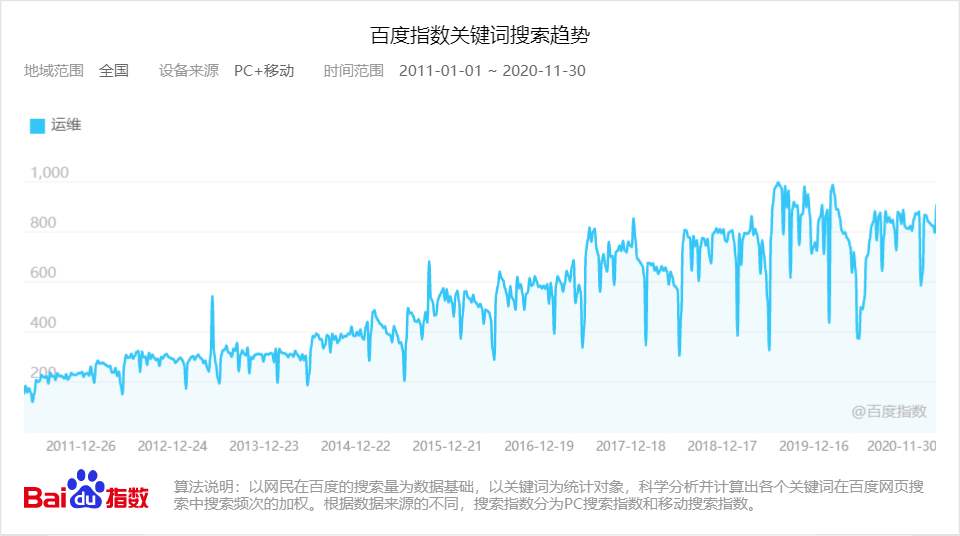 百度指数关键词搜索趋势
地域范围 全国 设备来源 PC+移动 时间范围 2011-01-01 ~ 2020-11-30
运维
1,000
800
600
400
200
@百度指数
2011-12-26 2012-12-24 2013-12-23 2014-12-22 2015-12-21 2016-12-19 2017-12-18 2018-12-17 2019-12-16 2020-11-30
Bai du 指数
算法说明：以网民在百度的搜索量为数据基础，以关键词为统计对象，科学分析并计算出各个关键词在百度网页搜
索中搜索频次的加权。根据数据来源的不同，搜索指数分为PC搜索指数和移动搜索指数。